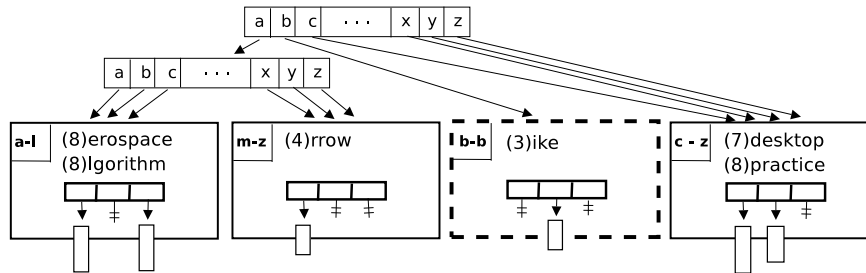 a b c · · · x y z
a b c · · · x y z
a-l (8)erospace
(8)lgorithm
m-z (4)rrow
b-b (3)ike
c - z (7)desktop
(8)practice